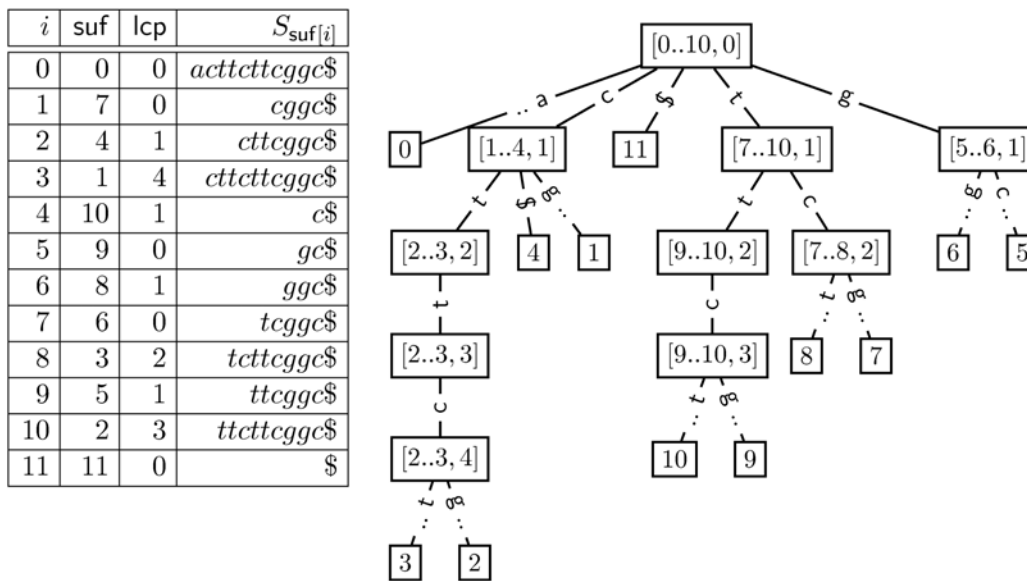 i suf lcp S_suf[i]
0 0 0 acttcttcggc$
1 7 0 cggc$
2 4 1 cttcggc$
3 1 4 cttcttcggc$
4 10 1 c$
5 9 0 gc$
6 8 1 ggc$
7 6 0 tcggc$
8 3 2 tcttcggc$
9 5 1 ttcggc$
10 2 3 ttcttcggc$
11 11 0 $
[0..10, 0]
a c $ t g
0 [1..4, 1] 11 [7..10, 1] [5..6, 1]
t $ g t c g c
[2..3, 2] 4 1 [9..10, 2] [7..8, 2] 6 5
t c t g
[2..3, 3] [9..10, 3] 8 7
c t g
[2..3, 4] 10 9
t g
3 2